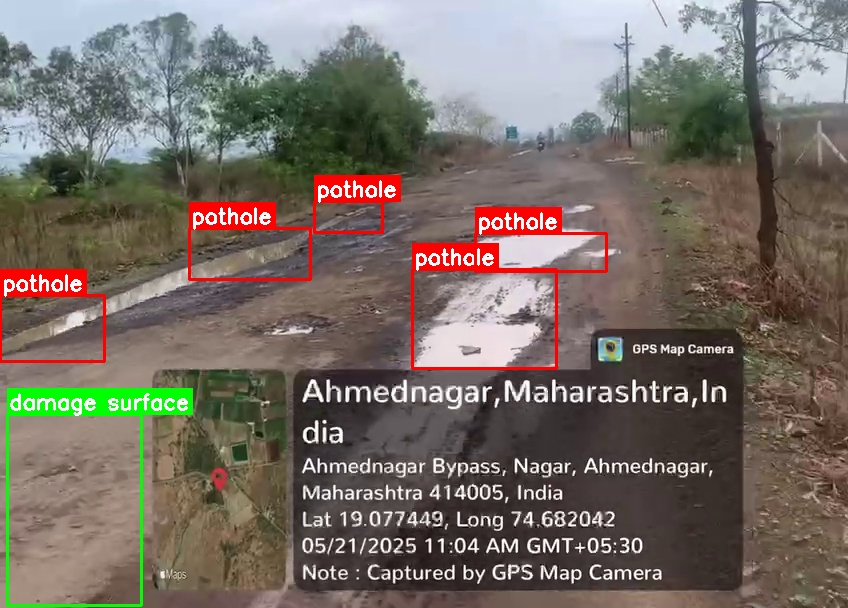 pothole
pothole
pothole
pothole
pothole
damage surface
GPS Map Camera
Ahmednagar,Maharashtra,In
dia
Ahmednagar Bypass, Nagar, Ahmednagar,
Maharashtra 414005, India
Lat 19.077449, Long 74.682042
05/21/2025 11:04 AM GMT+05:30
Note : Captured by GPS Map Camera
Maps